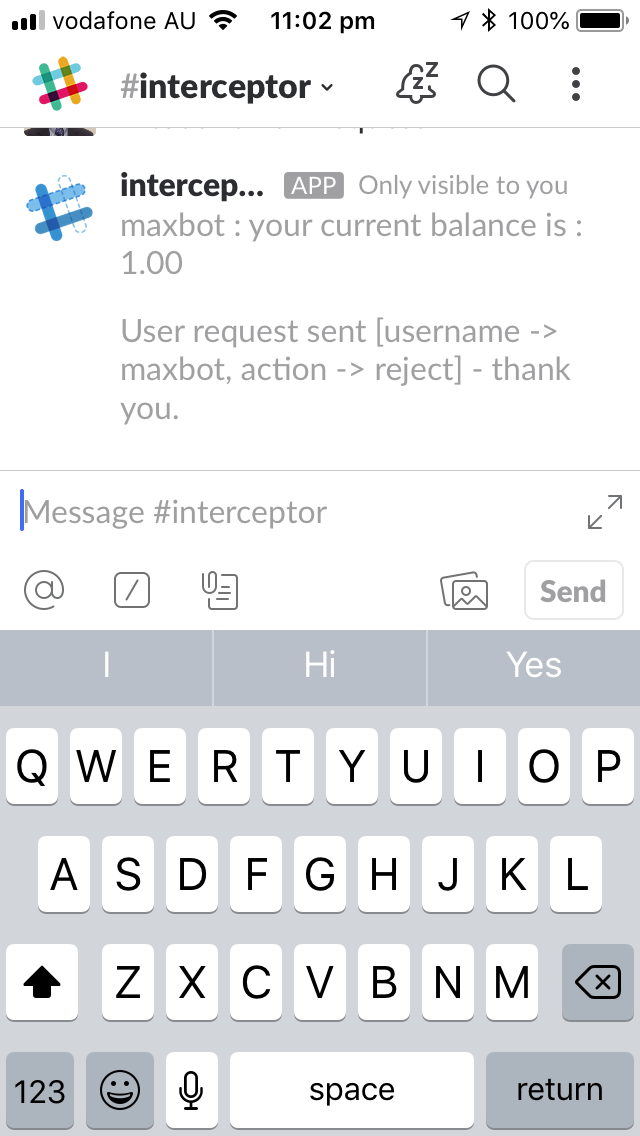 vodafone AU 11:02 pm 100%
#interceptor
intercep... APP Only visible to you
maxbot : your current balance is :
1.00
User request sent [username ->
maxbot, action -> reject] - thank
you.
Message #interceptor
Send
I Hi Yes
Q W E R T Y U I O P
A S D F G H J K L
Z X C V B N M
123 space return